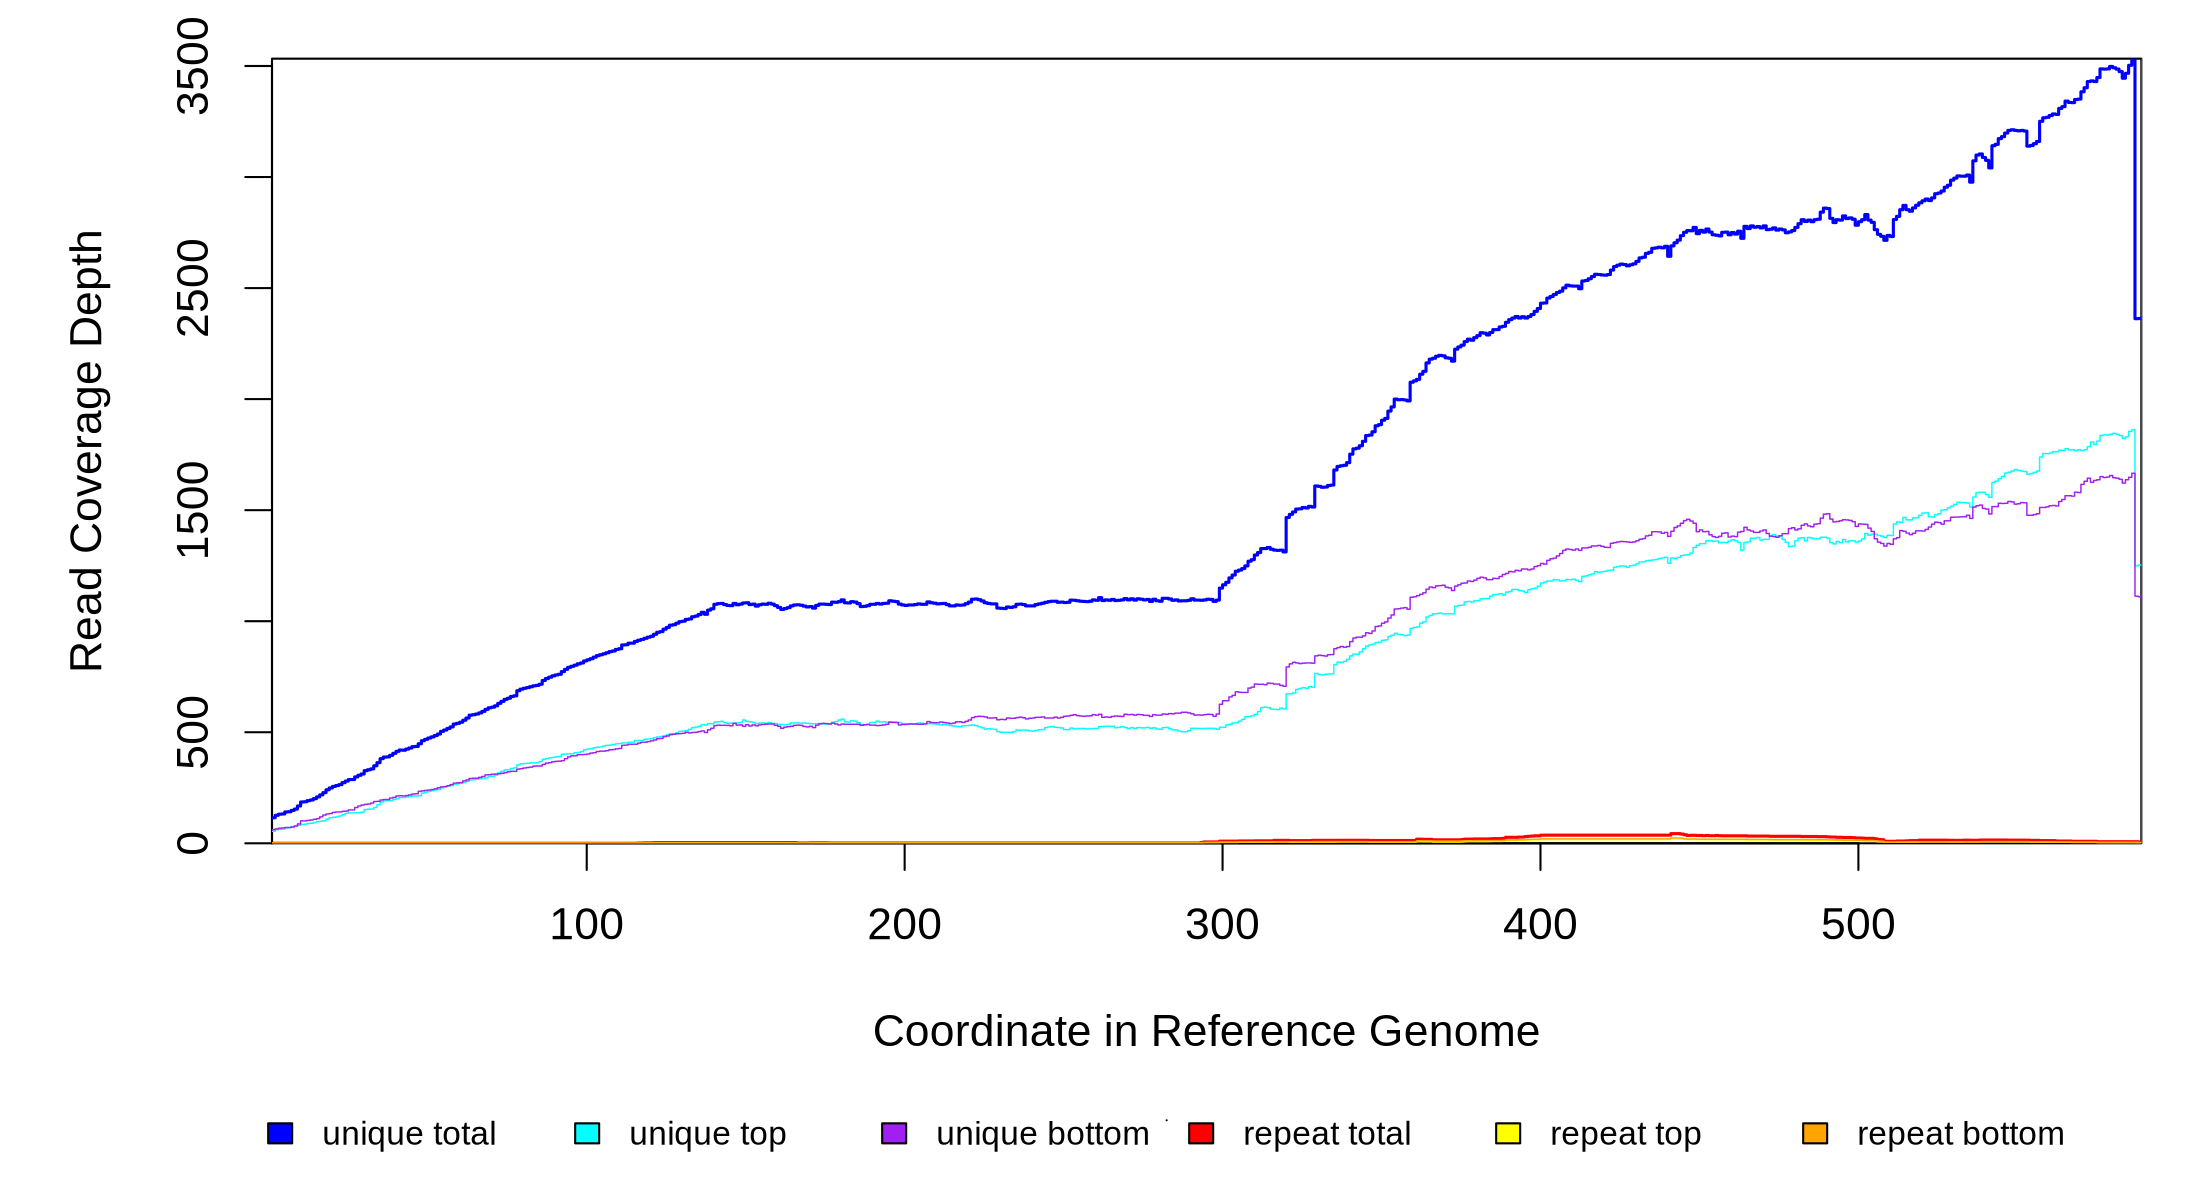 3500
2500
1500
500
0
Read Coverage Depth
100 200 300 400 500
Coordinate in Reference Genome
unique total unique top unique bottom repeat total repeat top repeat bottom